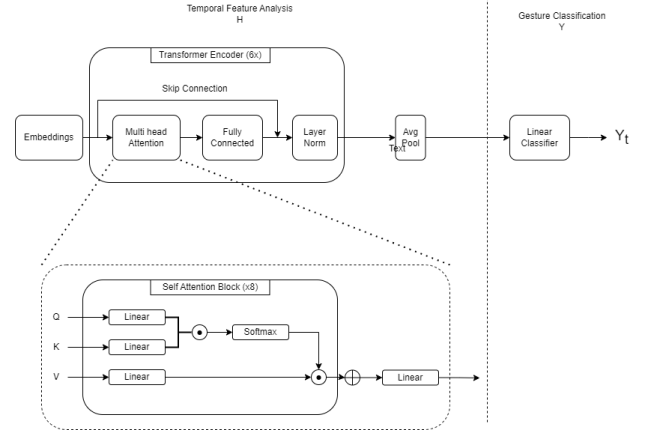 Temporal Feature Analysis
H
Gesture Classification
Y
Transformer Encoder (6x)
Skip Connection
Embeddings
Multi head
Attention
Fully
Connected
Layer
Norm
Avg
Pool
Text
Linear
Classifier
Yt
Self Attention Block (x8)
Q
Linear
Softmax
K
Linear
V
Linear
Linear